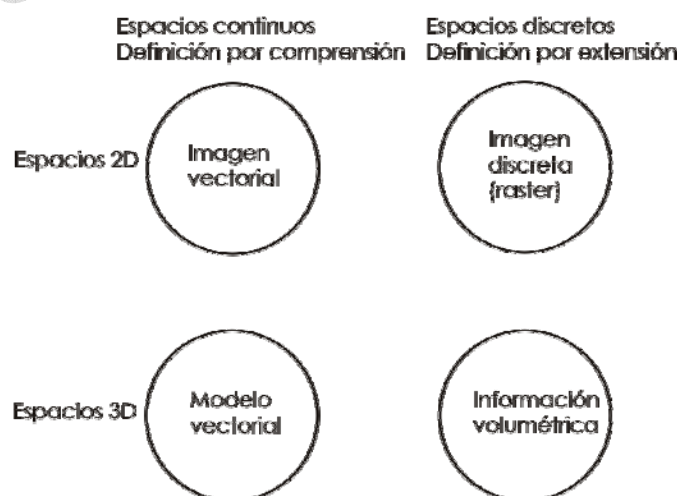 Espacios continuos
Definición por comprensión
Espacios discretos
Definición por extensión
Espacios 2D
Imagen
vectorial
Imagen
discreta
(raster)
Espacios 3D
Modelo
vectorial
Información
volumétrica